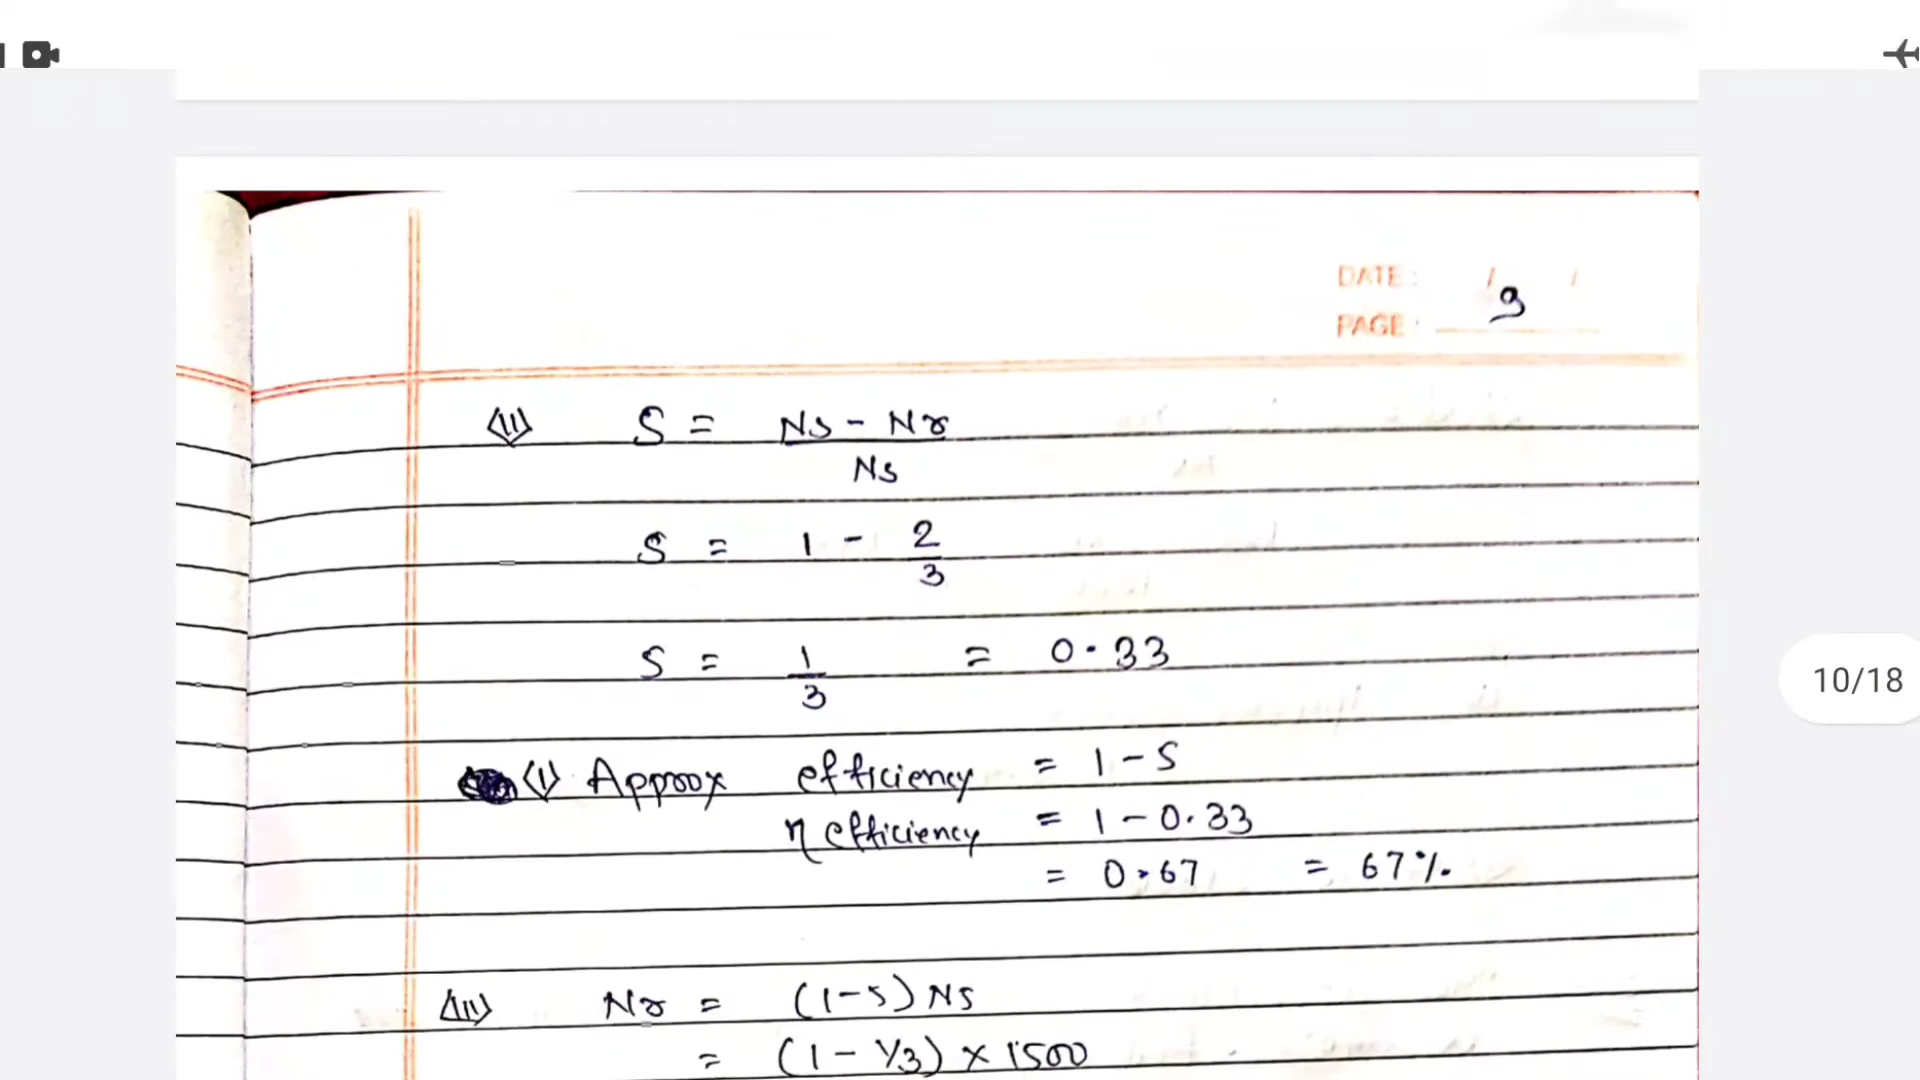 DATE: / /
PAGE: 9
(ii) S = Ns - Nr
Ns
S = 1 - 2
3
S = 1 = 0.33
3
(i) Approx efficiency = 1 - S
η efficiency = 1 - 0.33
= 0.67 = 67%.
10/18
(iii) Nr = (1-s) Ns
= (1 - 1/3) x 1500